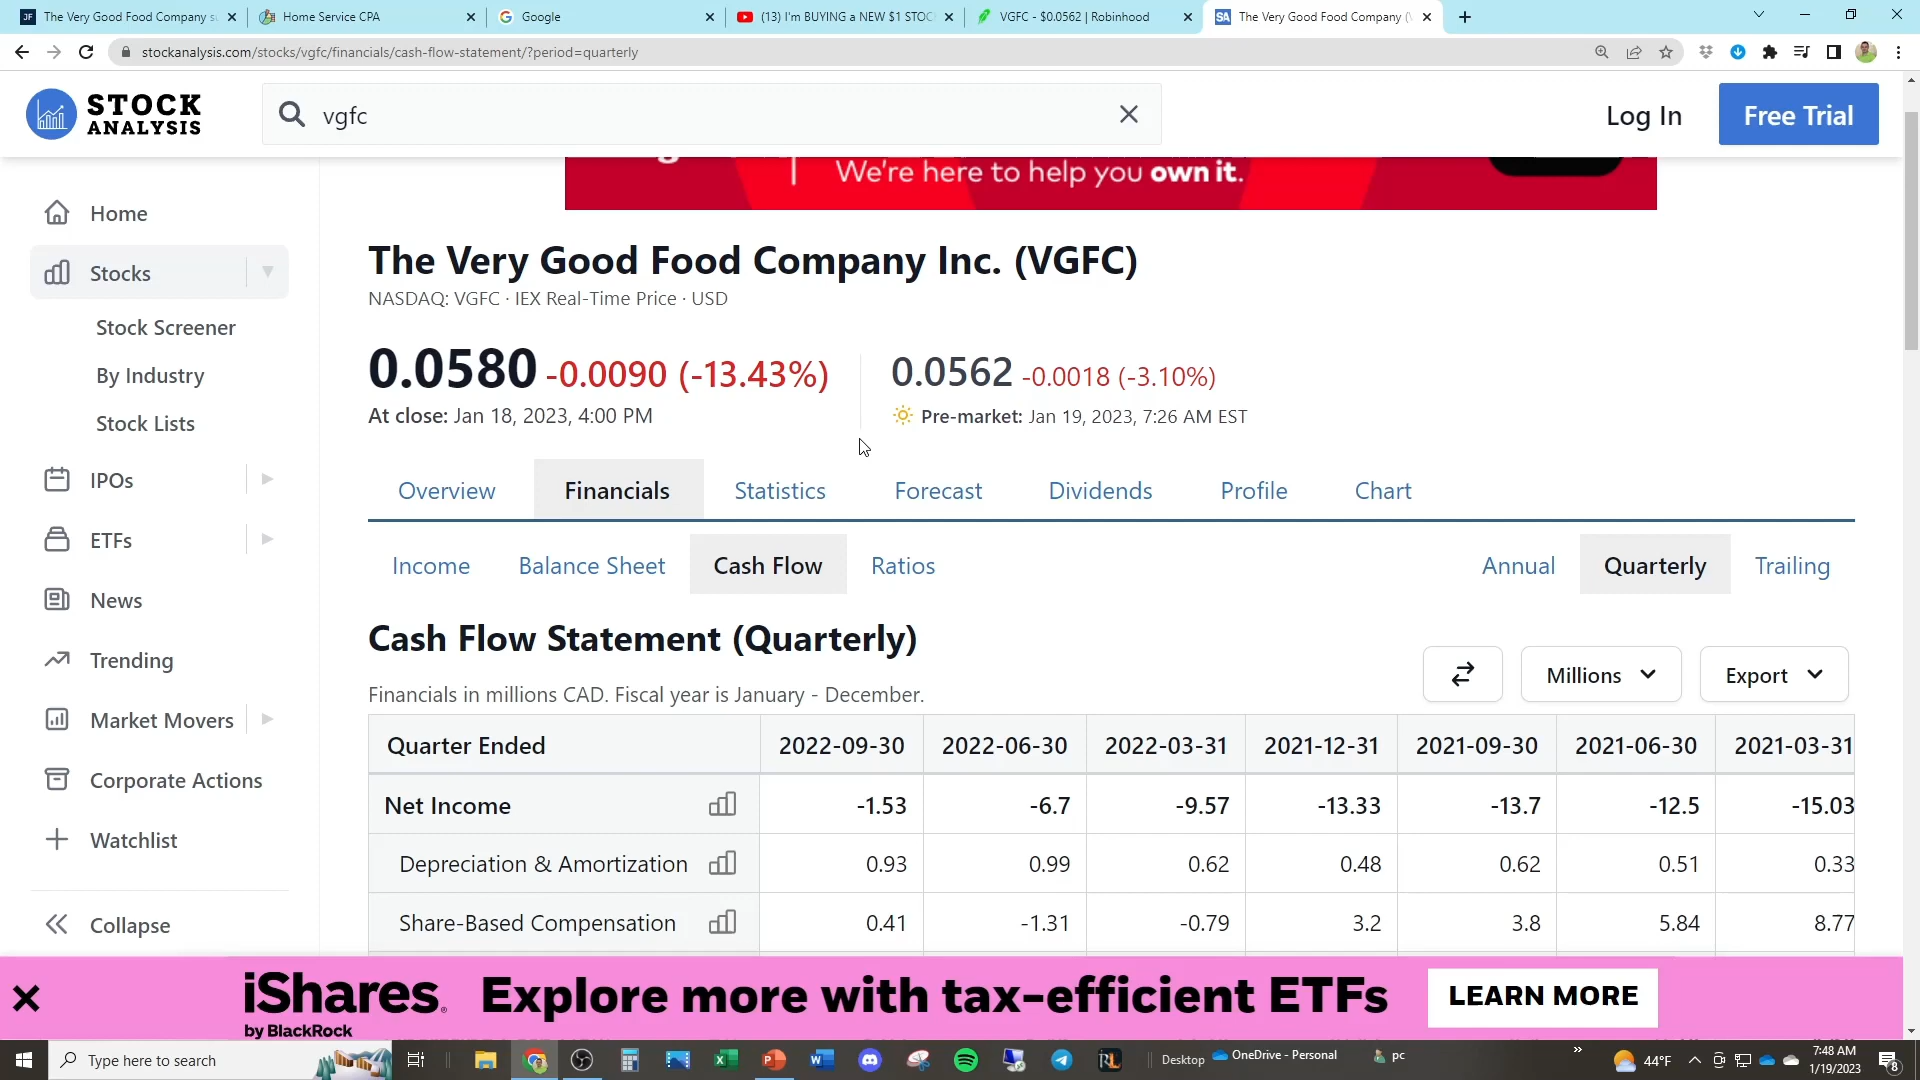 The Very Good Food Company su
Home Service CPA
Google
(13) I'm BUYING a NEW $1 STOC
VGFC - $0.0562 | Robinhood
The Very Good Food Company (V
stockanalysis.com/stocks/vgfc/financials/cash-flow-statement/?period=quarterly
STOCK
ANALYSIS
vgfc
Log In
Free Trial
We're here to help you own it.
Home
Stocks
Stock Screener
By Industry
Stock Lists
IPOs
ETFs
News
Trending
Market Movers
Corporate Actions
Watchlist
Collapse
The Very Good Food Company Inc. (VGFC)
NASDAQ: VGFC · IEX Real-Time Price · USD
0.0580 -0.0090 (-13.43%)
At close: Jan 18, 2023, 4:00 PM
0.0562 -0.0018 (-3.10%)
Pre-market: Jan 19, 2023, 7:26 AM EST
Overview Financials Statistics Forecast Dividends Profile Chart
Income Balance Sheet Cash Flow Ratios Annual Quarterly Trailing
Cash Flow Statement (Quarterly)
Financials in millions CAD. Fiscal year is January - December.
Millions
Export
Quarter Ended 2022-09-30 2022-06-30 2022-03-31 2021-12-31 2021-09-30 2021-06-30 2021-03-31
Net Income -1.53 -6.7 -9.57 -13.33 -13.7 -12.5 -15.03
Depreciation & Amortization 0.93 0.99 0.62 0.48 0.62 0.51 0.33
Share-Based Compensation 0.41 -1.31 -0.79 3.2 3.8 5.84 8.77
iShares.
by BlackRock
Explore more with tax-efficient ETFs
LEARN MORE
Type here to search
Desktop
OneDrive - Personal
pc
44°F
7:48 AM
1/19/2023
8